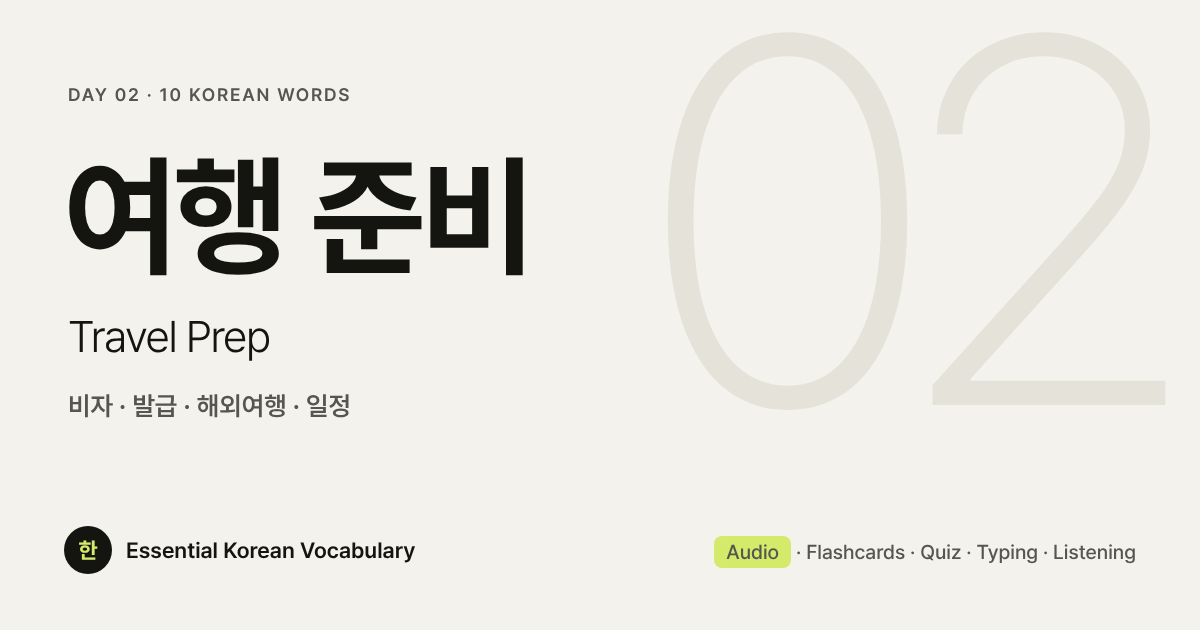 DAY 02 · 10 KOREAN WORDS
02
여행 준비
Travel Prep
비자 · 발급 · 해외여행 · 일정
한 Essential Korean Vocabulary
Audio · Flashcards · Quiz · Typing · Listening